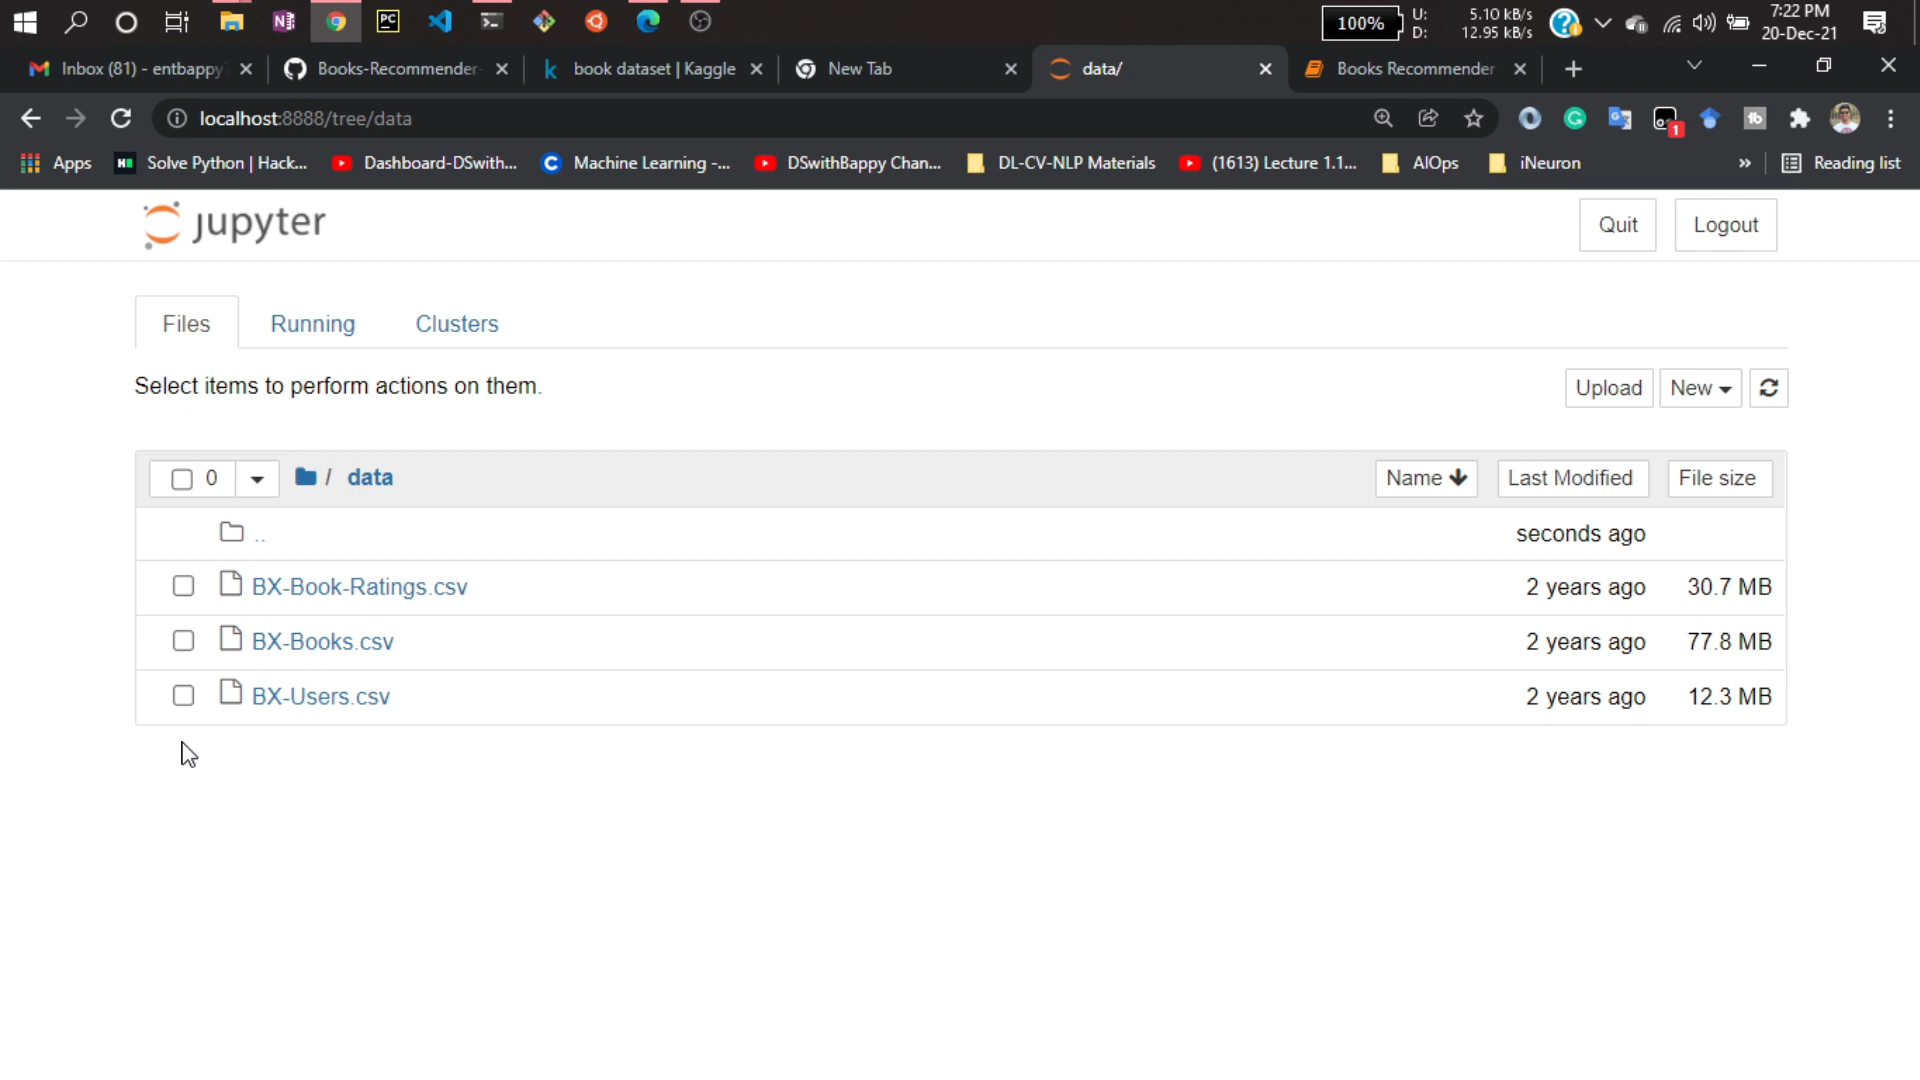 100% U: 5.10 kB/s 7:22 PM
D: 12.95 kB/s 20-Dec-21
Inbox (81) - entbappy Books-Recommender- book dataset | Kaggle New Tab data/ Books Recommender
localhost:8888/tree/data
Apps Solve Python | Hack... Dashboard-DSwith... Machine Learning -... DSwithBappy Chan... DL-CV-NLP Materials (1613) Lecture 1.1... AIOps iNeuron » Reading list
jupyter Quit Logout
Files Running Clusters
Select items to perform actions on them. Upload New
0 / data Name Last Modified File size
.. seconds ago
BX-Book-Ratings.csv 2 years ago 30.7 MB
BX-Books.csv 2 years ago 77.8 MB
BX-Users.csv 2 years ago 12.3 MB